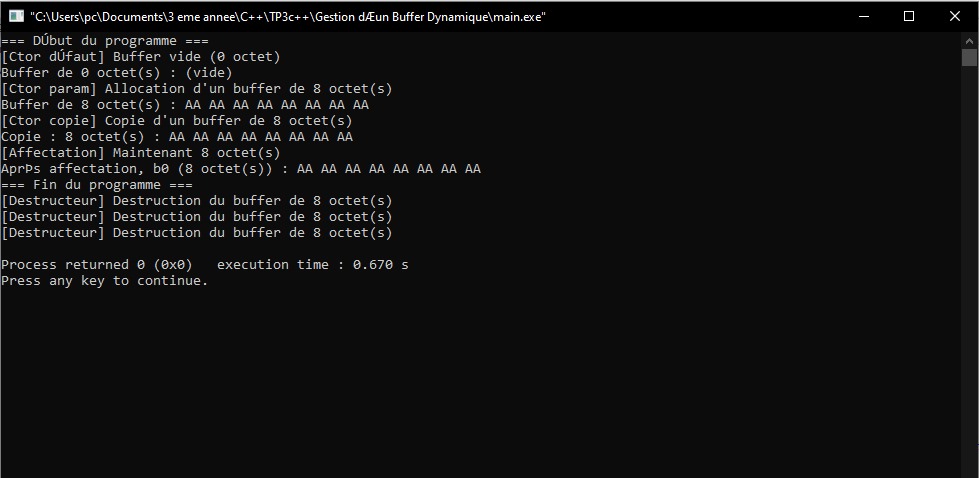 "C:\Users\pc\Documents\3 eme annee\C++\TP3c++\Gestion dÆun Buffer Dynamique\main.exe"
=== DÚbut du programme ===
[Ctor dÚfaut] Buffer vide (0 octet)
Buffer de 0 octet(s) : (vide)
[Ctor param] Allocation d'un buffer de 8 octet(s)
Buffer de 8 octet(s) : AA AA AA AA AA AA AA AA
[Ctor copie] Copie d'un buffer de 8 octet(s)
Copie : 8 octet(s) : AA AA AA AA AA AA AA AA
[Affectation] Maintenant 8 octet(s)
AprÞs affectation, b0 (8 octet(s)) : AA AA AA AA AA AA AA AA
=== Fin du programme ===
[Destructeur] Destruction du buffer de 8 octet(s)
[Destructeur] Destruction du buffer de 8 octet(s)
[Destructeur] Destruction du buffer de 8 octet(s)
Process returned 0 (0x0)   execution time : 0.670 s
Press any key to continue.